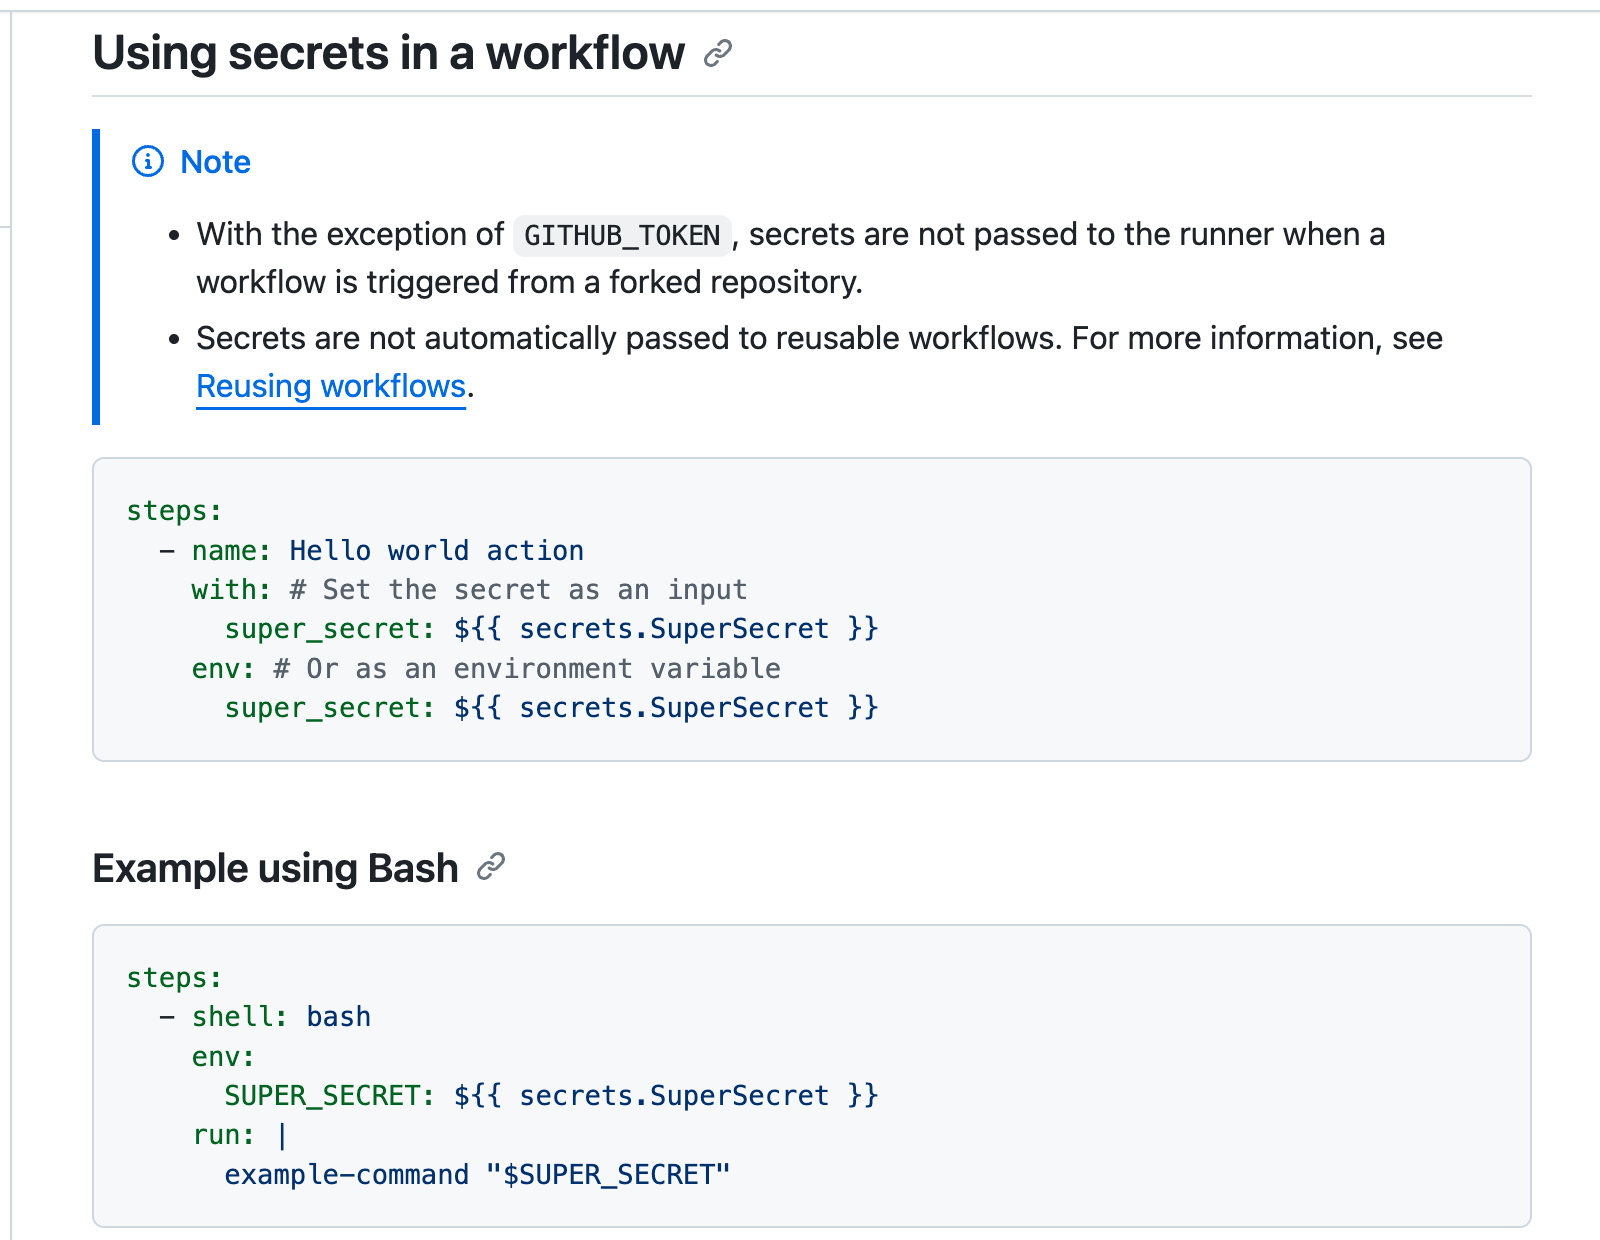 Using secrets in a workflow
Note
• With the exception of GITHUB_TOKEN, secrets are not passed to the runner when a
workflow is triggered from a forked repository.
• Secrets are not automatically passed to reusable workflows. For more information, see
Reusing workflows.
steps:
  - name: Hello world action
    with: # Set the secret as an input
      super_secret: ${{ secrets.SuperSecret }}
    env: # Or as an environment variable
      super_secret: ${{ secrets.SuperSecret }}
Example using Bash
steps:
  - shell: bash
    env:
      SUPER_SECRET: ${{ secrets.SuperSecret }}
    run: |
      example-command "$SUPER_SECRET"